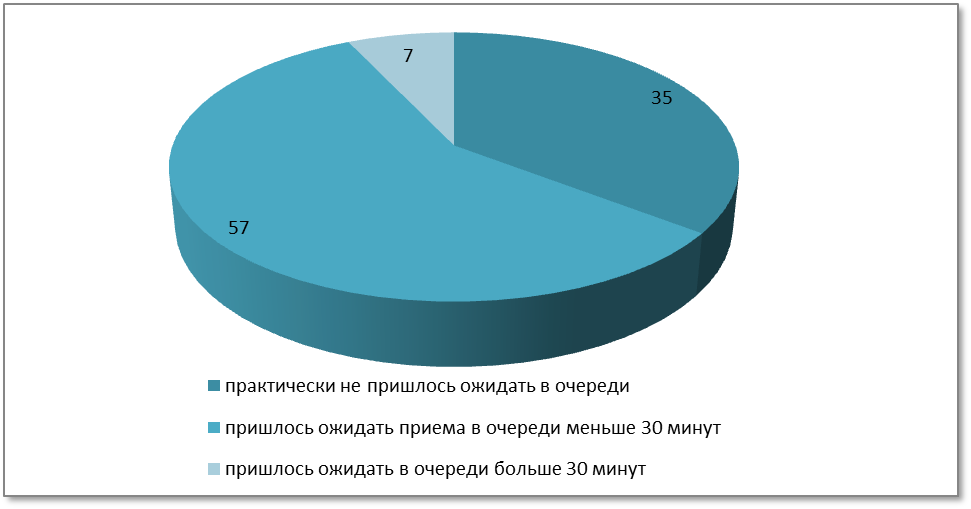 7
35
57
практически не пришлось ожидать в очереди
пришлось ожидать приема в очереди меньше 30 минут
пришлось ожидать в очереди больше 30 минут